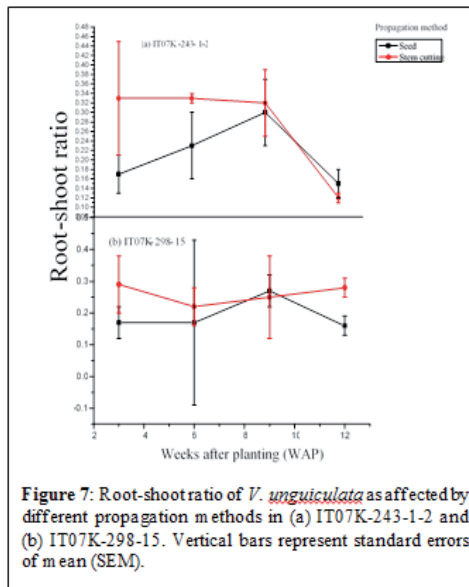 Propagation method
Seed
Stem cutting
(a) IT07K-243-1-2
0.48
0.46
0.44
0.42
0.40
0.38
0.36
0.34
0.32
0.30
0.28
0.26
0.24
0.22
0.20
0.18
0.16
0.14
0.12
0.10
Root-shoot ratio
(b) IT07K-298-15
0.4
0.3
0.2
0.1
0.0
-0.1
2
4
6
8
10
12
Weeks after planting (WAP)
Figure 7: Root-shoot ratio of V. unguiculata as affected by
different propagation methods in (a) IT07K-243-1-2 and
(b) IT07K-298-15. Vertical bars represent standard errors
of mean (SEM).